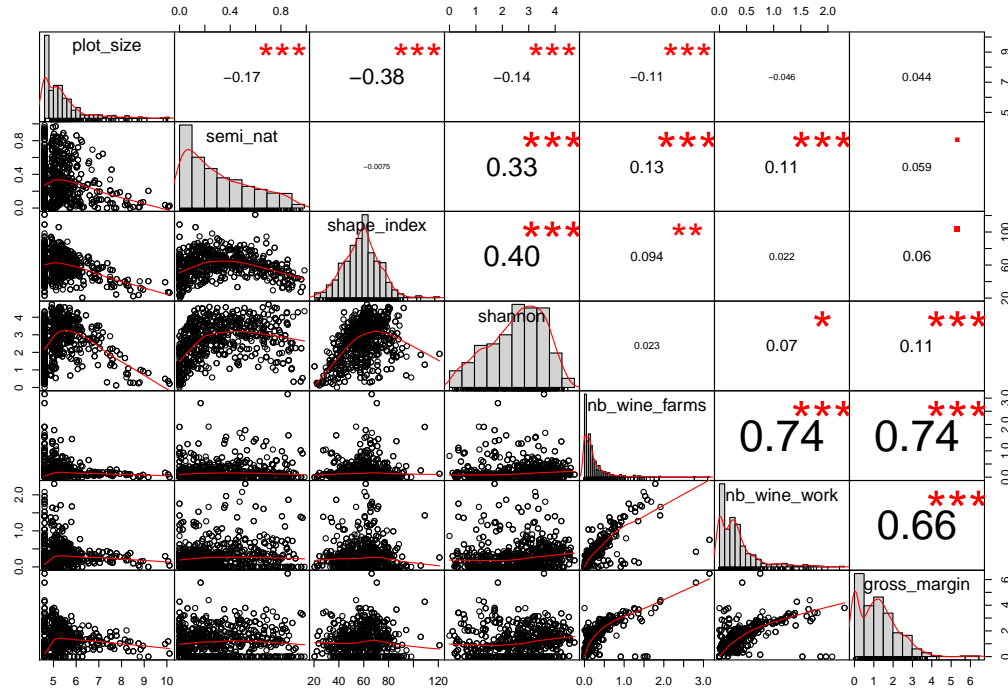 0.0 0.4 0.8 0 1 2 3 4 0.0 0.5 1.0 1.5 2.0
plot_size *** *** *** ***
−0.17 −0.38 −0.14 −0.11 −0.046 0.044
5 7 9
semi_nat *** *** ***
−0.0075 0.33 0.13 0.11 0.059
0.0 0.4 0.8
shape_index *** **
0.40 0.094 0.022 0.06
20 60 100
shannon * ***
0.023 0.07 0.11
0 1 2 3 4
nb_wine_farms *** ***
0.74 0.74
0.0 1.0 2.0 3.0
nb_wine_work ***
0.66
0.0 1.0 2.0
gross_margin
0 2 4 6
5 6 7 8 9 10 20 40 60 80 120 0.0 1.0 2.0 3.0 0 1 2 3 4 5 6